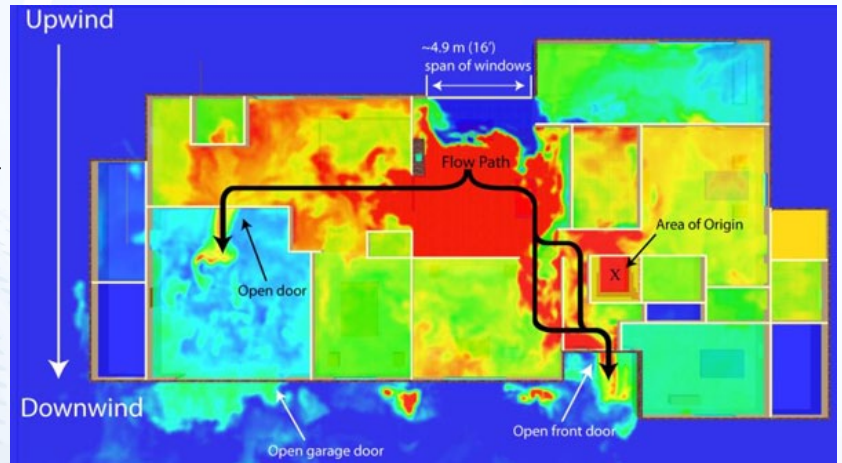 Upwind
~4.9 m (16')
span of windows
Flow Path
Area of Origin
X
Open door
Downwind
Open front door
Open garage door